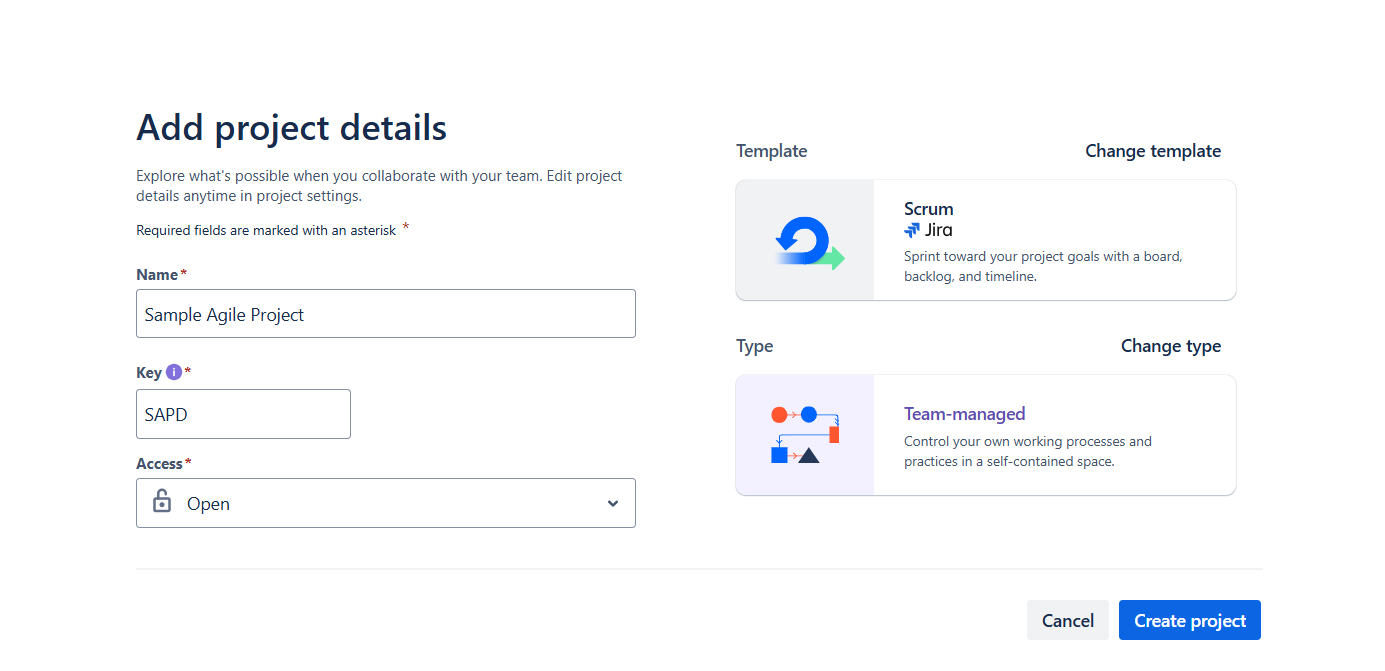 Add project details
Explore what's possible when you collaborate with your team. Edit project
details anytime in project settings.
Required fields are marked with an asterisk *
Name*
Sample Agile Project
Key i*
SAPD
Access*
Open
Template
Change template
Scrum
Jira
Sprint toward your project goals with a board,
backlog, and timeline.
Type
Change type
Team-managed
Control your own working processes and
practices in a self-contained space.
Cancel
Create project